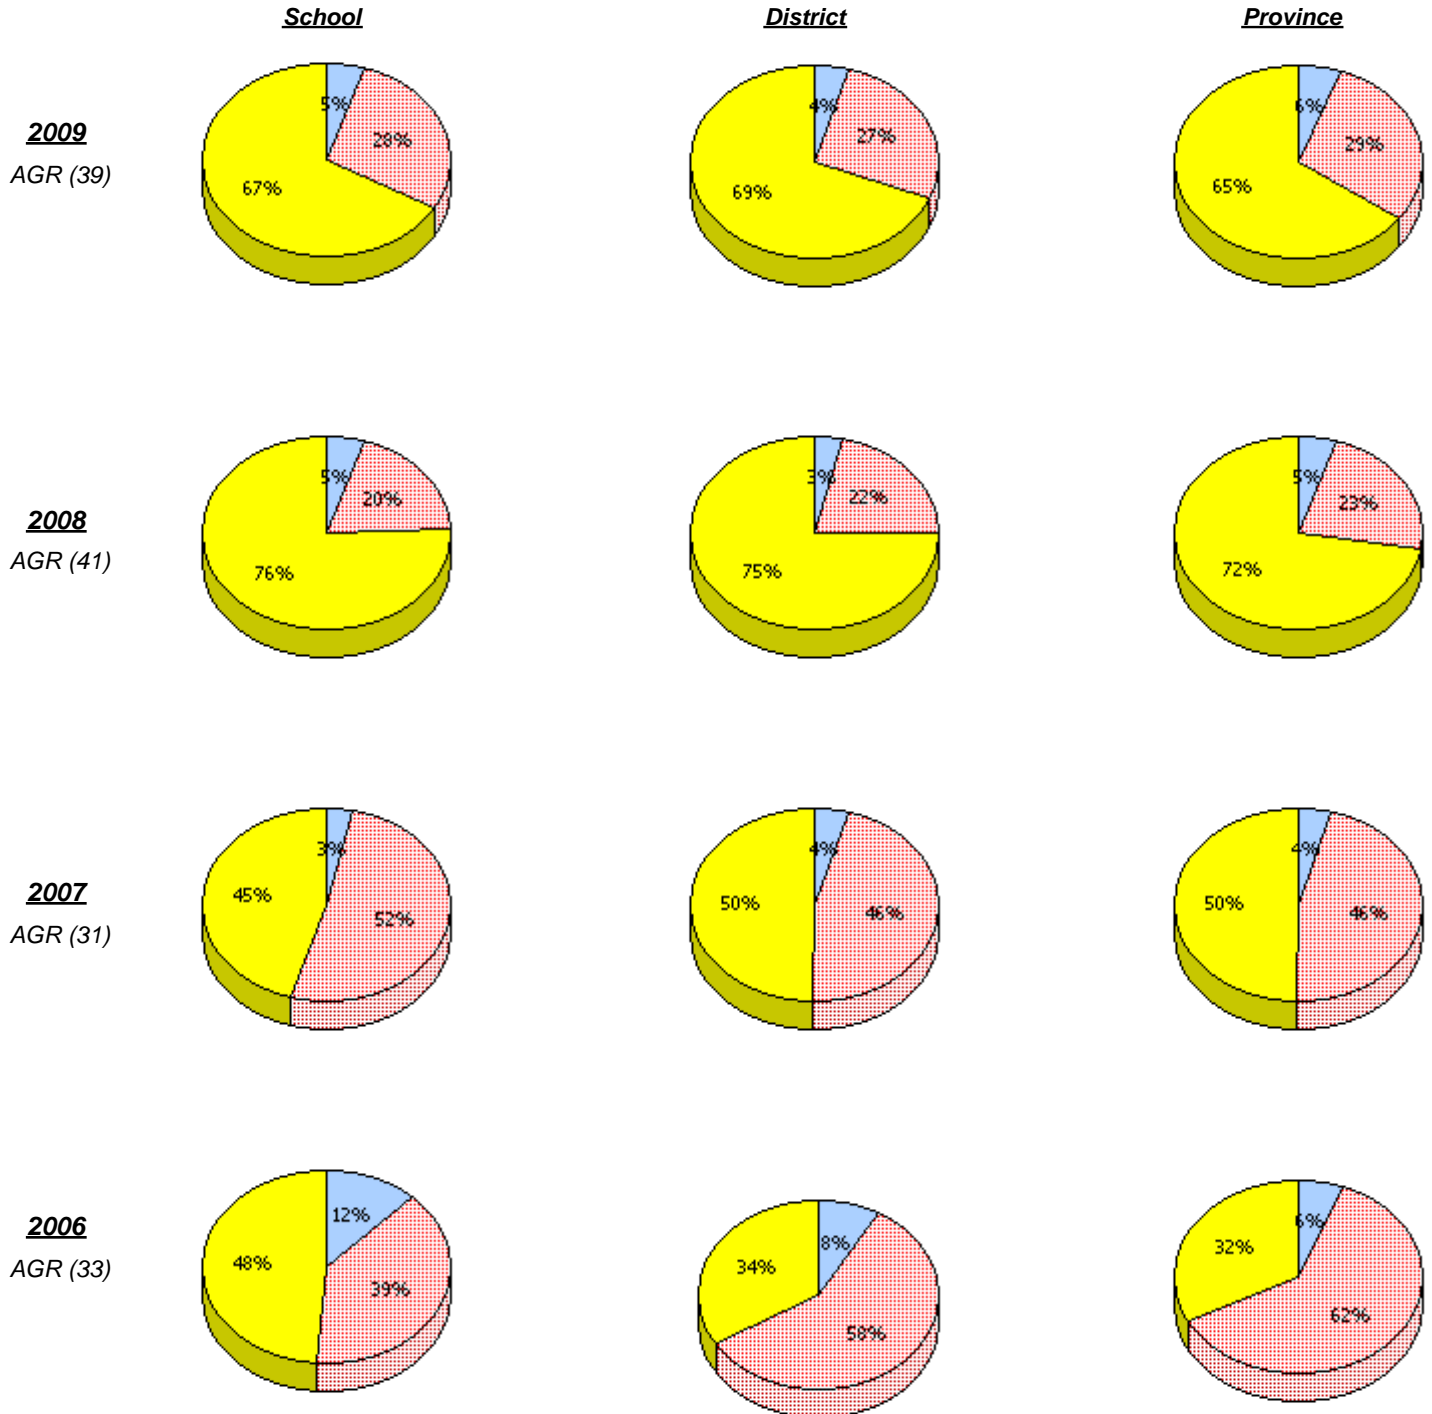 School District Province
5% 28% 67% 4% 27% 69% 6% 29% 65%
2009
AGR (39)
5% 20% 76% 3% 22% 75% 5% 23% 72%
2008
AGR (41)
3% 52% 45% 4% 46% 50% 4% 46% 50%
2007
AGR (31)
12% 39% 48% 8% 58% 34% 6% 62% 32%
2006
AGR (33)